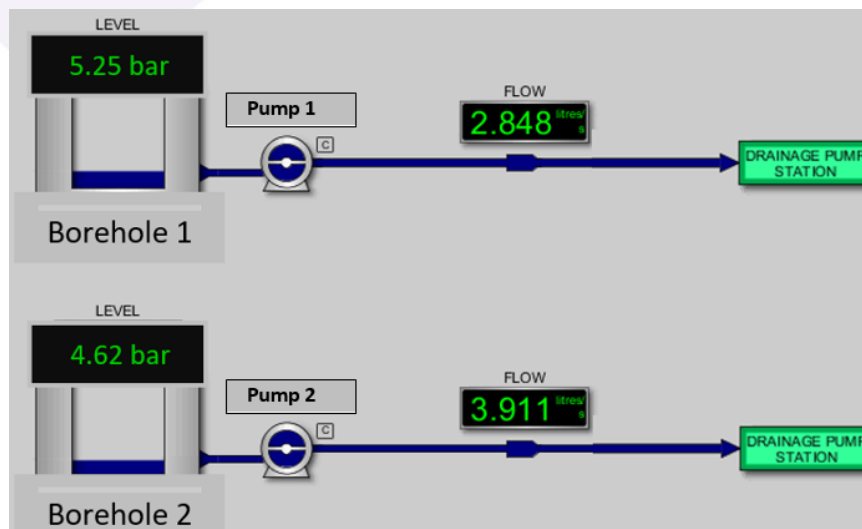 LEVEL
5.25 bar
Pump 1
C
FLOW
2.848 litres/
s
DRAINAGE PUMP
STATION
Borehole 1
LEVEL
4.62 bar
Pump 2
C
FLOW
3.911 litres/
s
DRAINAGE PUMP
STATION
Borehole 2